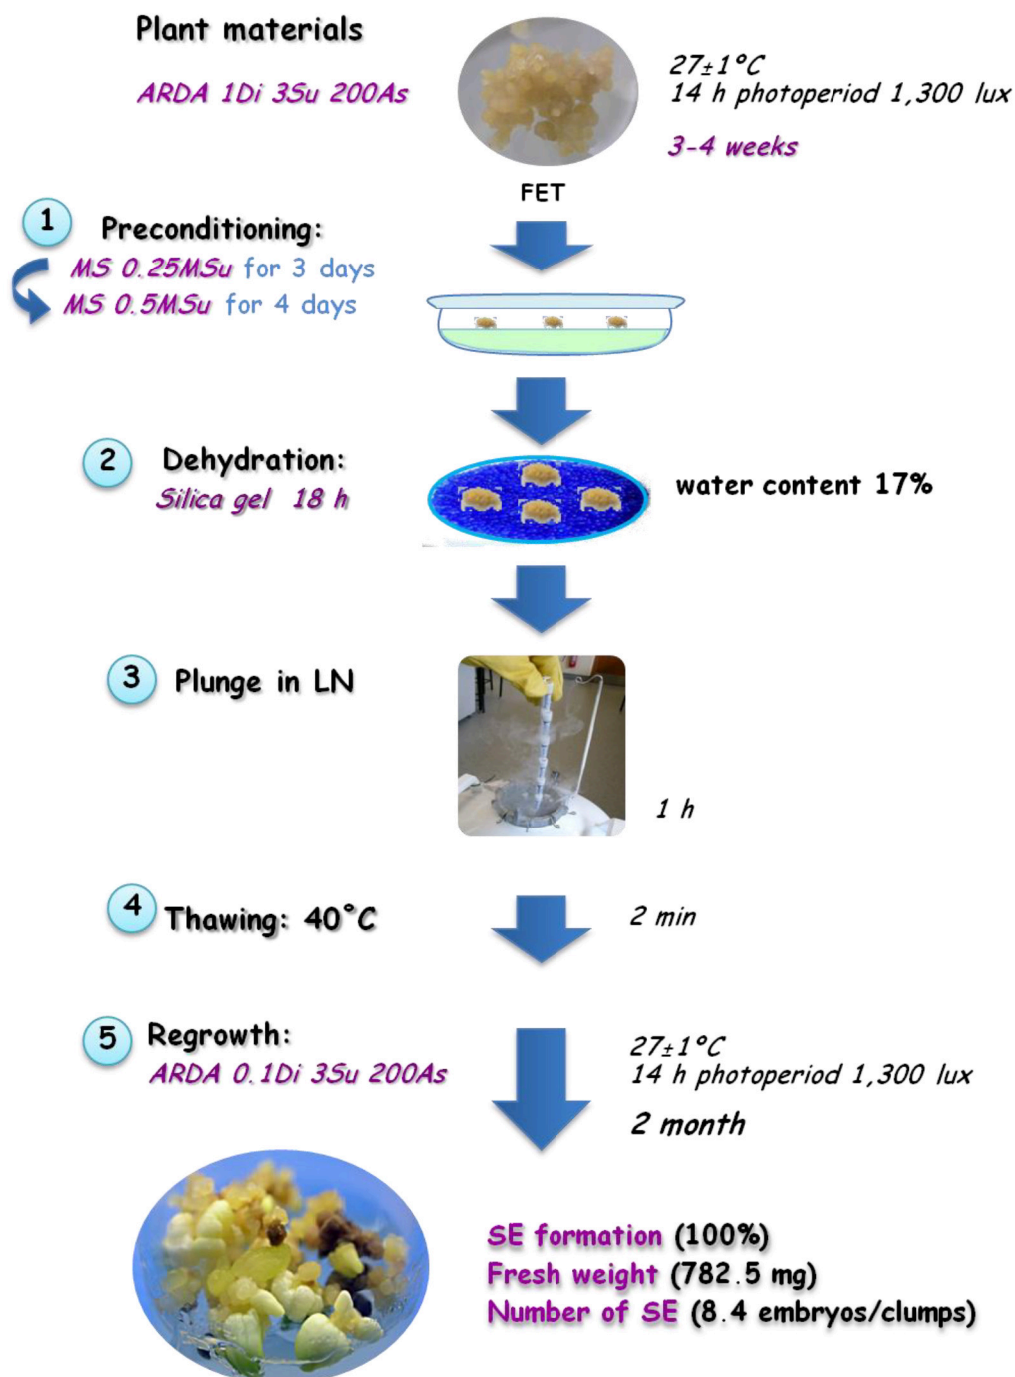 Plant materials
ARDA 1Di 3Su 200As
27±1°C
14 h photoperiod 1,300 lux
3-4 weeks
FET
1
Preconditioning:
MS 0.25MSu for 3 days
MS 0.5MSu for 4 days
2
Dehydration:
Silica gel 18 h
water content 17%
3
Plunge in LN
1 h
4
Thawing: 40°C
2 min
5
Regrowth:
ARDA 0.1Di 3Su 200As
27±1°C
14 h photoperiod 1,300 lux
2 month
SE formation (100%)
Fresh weight (782.5 mg)
Number of SE (8.4 embryos/clumps)